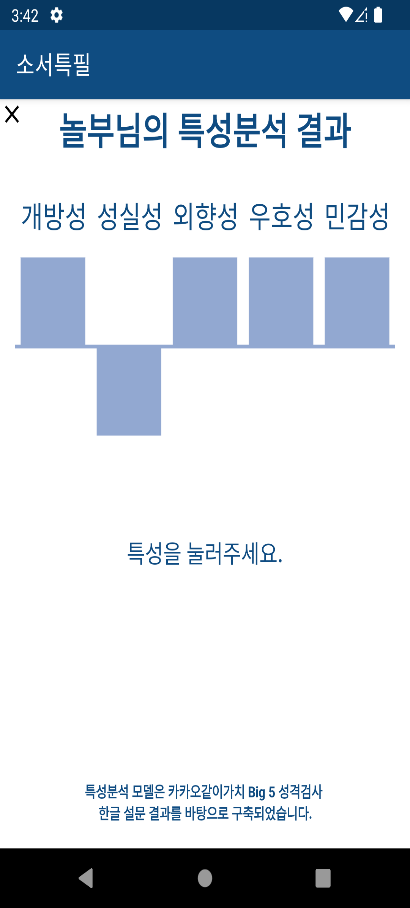 3:42
소서특필
X
놀부님의 특성분석 결과
개방성 성실성 외향성 우호성 민감성
특성을 눌러주세요.
특성분석 모델은 카카오같이가치 Big 5 성격검사
한글 설문 결과를 바탕으로 구축되었습니다.